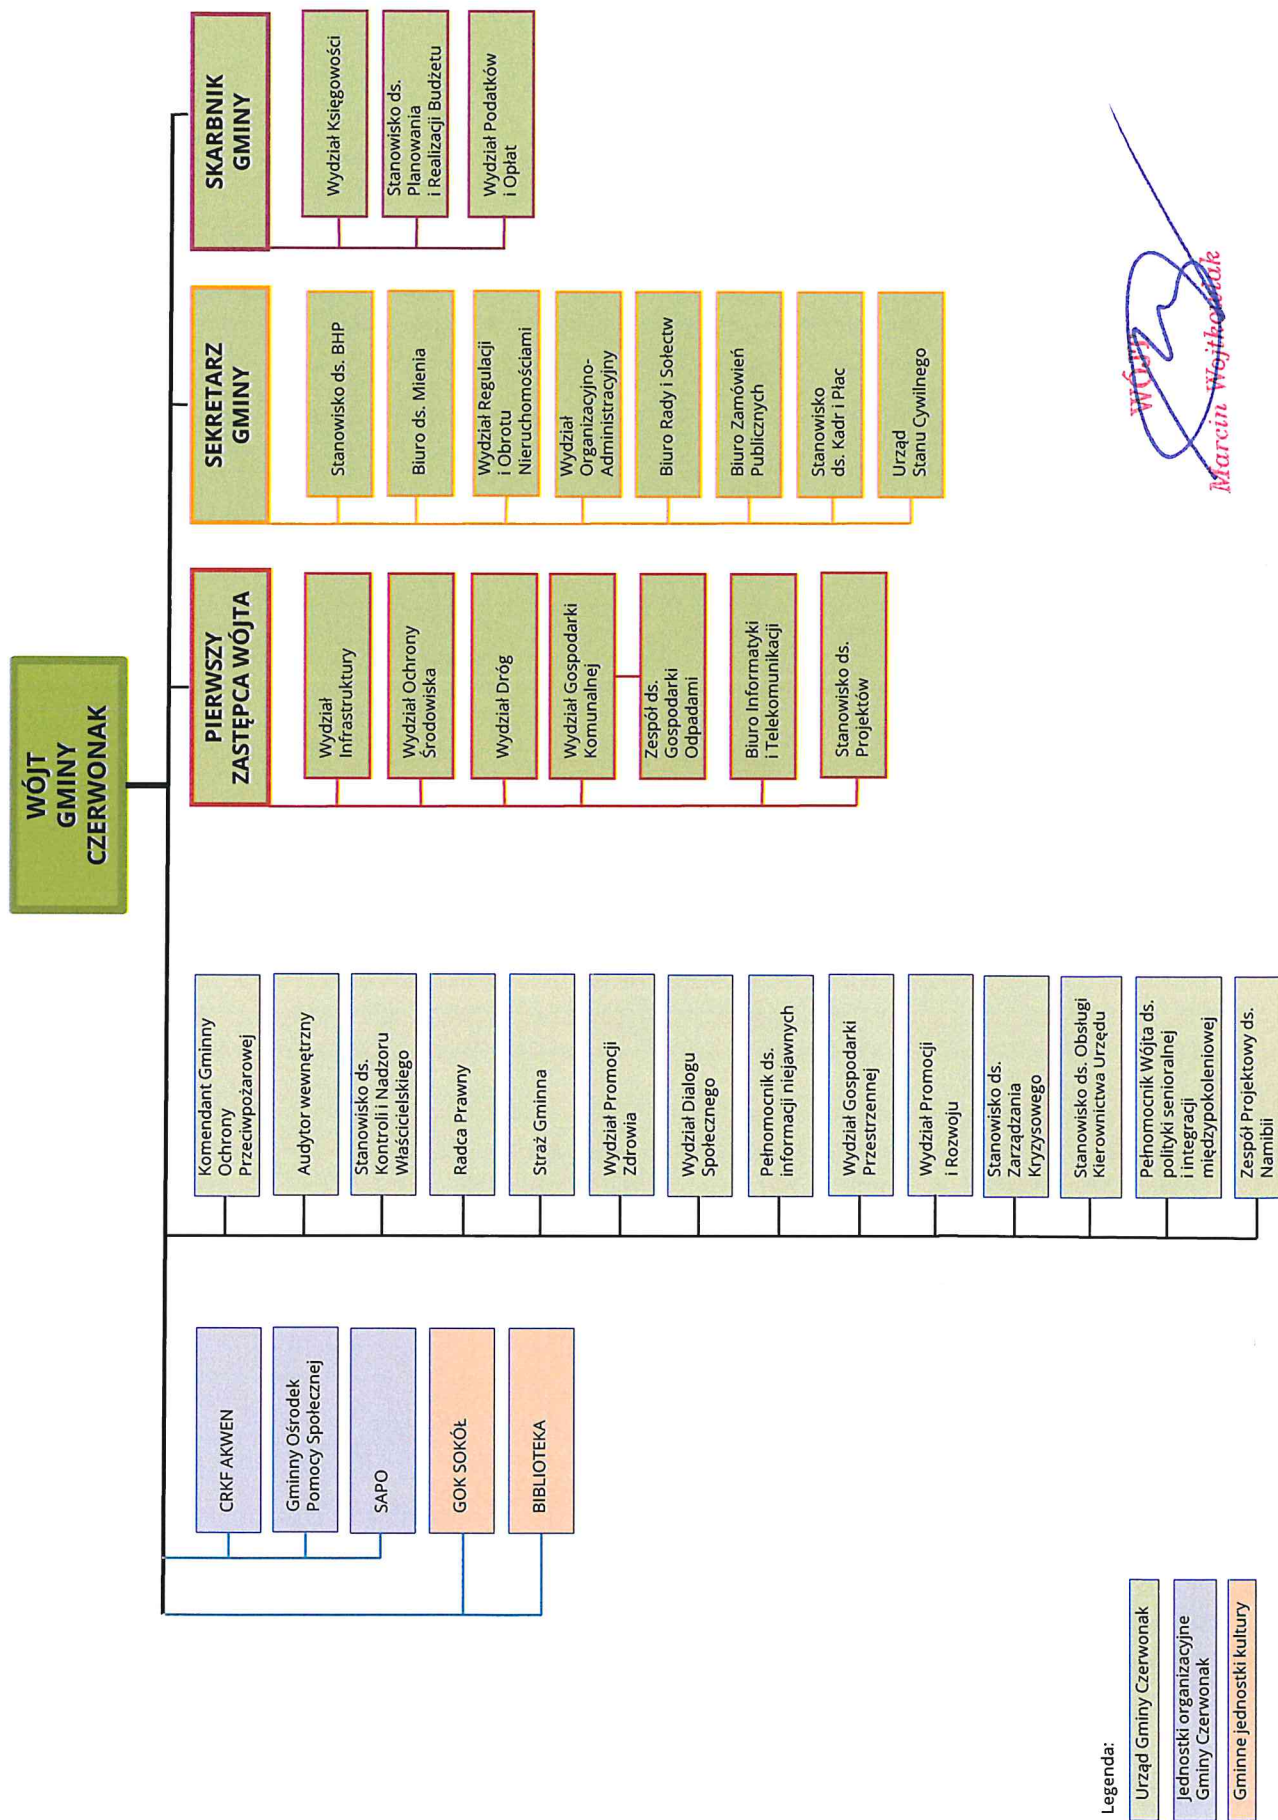 WÓJT
GMINY
CZERWONAK
CRKF AKWEN
Gminny Ośrodek
Pomocy Społecznej
SAPO
GOK SOKÓŁ
BIBLIOTEKA
Komendant Gminny
Ochrony
Przeciwpożarowej
Audytor wewnętrzny
Stanowisko ds.
Kontroli i Nadzoru
Właścicielskiego
Radca Prawny
Straż Gminna
Wydział Promocji
Zdrowia
Wydział Dialogu
Społecznego
Pełnomocnik ds.
informacji niejawnych
Wydział Gospodarki
Przestrzennej
Wydział Promocji
i Rozwoju
Stanowisko ds.
Zarządzania
Kryzysowego
Stanowisko ds. Obsługi
Kierownictwa Urzędu
Pełnomocnik Wójta ds.
polityki senioralnej
i integracji
międzypokoleniowej
Zespół Projektowy ds.
Namibii
PIERWSZY
ZASTĘPCA WÓJTA
Wydział
Infrastruktury
Wydział Ochrony
Środowiska
Wydział Dróg
Wydział Gospodarki
Komunalnej
Zespół ds.
Gospodarki
Odpadami
Biuro Informatyki
i Telekomunikacji
Stanowisko ds.
Projektów
SEKRETARZ
GMINY
Stanowisko ds. BHP
Biuro ds. Mienia
Wydział Regulacji
i Obrotu
Nieruchomościami
Wydział
Organizacyjno-
Administracyjny
Biuro Rady i Sołectw
Biuro Zamówień
Publicznych
Stanowisko
ds. Kadr i Płac
Urząd
Stanu Cywilnego
SKARBNIK
GMINY
Wydział Księgowości
Stanowisko ds.
Planowania
i Realizacji Budżetu
Wydział Podatków
i Opłat
Legenda:
Urząd Gminy Czerwonak
Jednostki organizacyjne
Gminy Czerwonak
Gminne jednostki kultury
WÓJT
Marcin Wojtkowiak